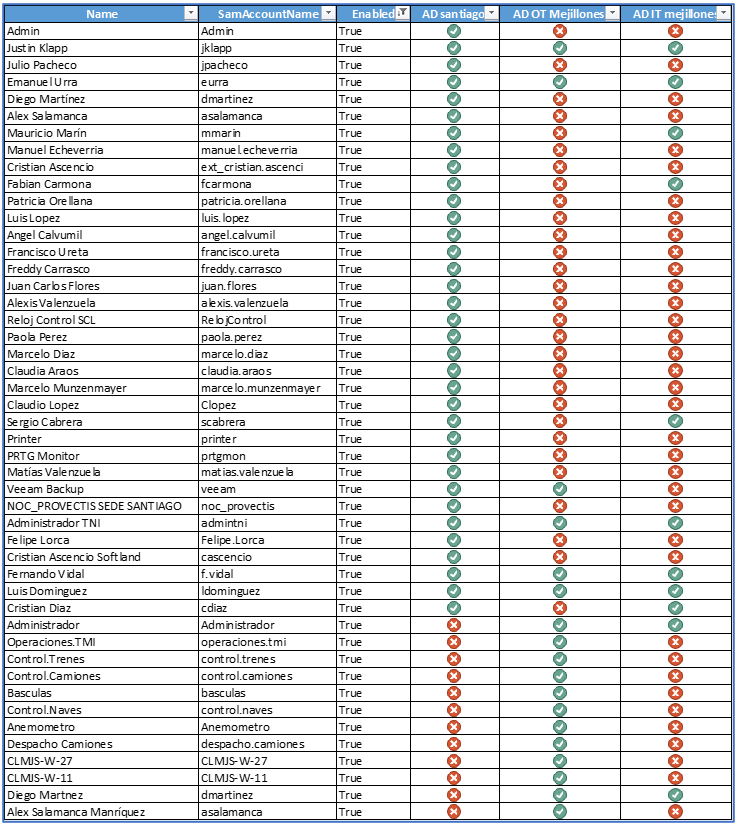 Name SamAccountName Enabled AD santiago AD OT Mejillones AD IT mejillones
Admin Admin True
Justin Klapp jklapp True
Julio Pacheco jpacheco True
Emanuel Urra eurra True
Diego Martínez dmartinez True
Alex Salamanca asalamanca True
Mauricio Marín mmarin True
Manuel Echeverria manuel.echeverria True
Cristian Ascencio ext_cristian.ascenci True
Fabian Carmona fcarmona True
Patricia Orellana patricia.orellana True
Luis Lopez luis.lopez True
Angel Calvumil angel.calvumil True
Francisco Ureta francisco.ureta True
Freddy Carrasco freddy.carrasco True
Juan Carlos Flores juan.flores True
Alexis Valenzuela alexis.valenzuela True
Reloj Control SCL RelojControl True
Paola Perez paola.perez True
Marcelo Diaz marcelo.diaz True
Claudia Araos claudia.araos True
Marcelo Munzenmayer marcelo.munzenmayer True
Claudio Lopez Clopez True
Sergio Cabrera scabrera True
Printer printer True
PRTG Monitor prtgmon True
Matías Valenzuela matias.valenzuela True
Veeam Backup veeam True
NOC_PROVECTIS SEDE SANTIAGO noc_provectis True
Administrador TNI admintni True
Felipe Lorca Felipe.Lorca True
Cristian Ascencio Softland cascencio True
Fernando Vidal f.vidal True
Luis Dominguez ldominguez True
Cristian Diaz cdiaz True
Administrador Administrador True
Operaciones.TMI operaciones.tmi True
Control.Trenes control.trenes True
Control.Camiones control.camiones True
Basculas basculas True
Control.Naves control.naves True
Anemometro Anemometro True
Despacho Camiones despacho.camiones True
CLMJS-W-27 CLMJS-W-27 True
CLMJS-W-11 CLMJS-W-11 True
Diego Martnez dmartinez True
Alex Salamanca Manríquez asalamanca True